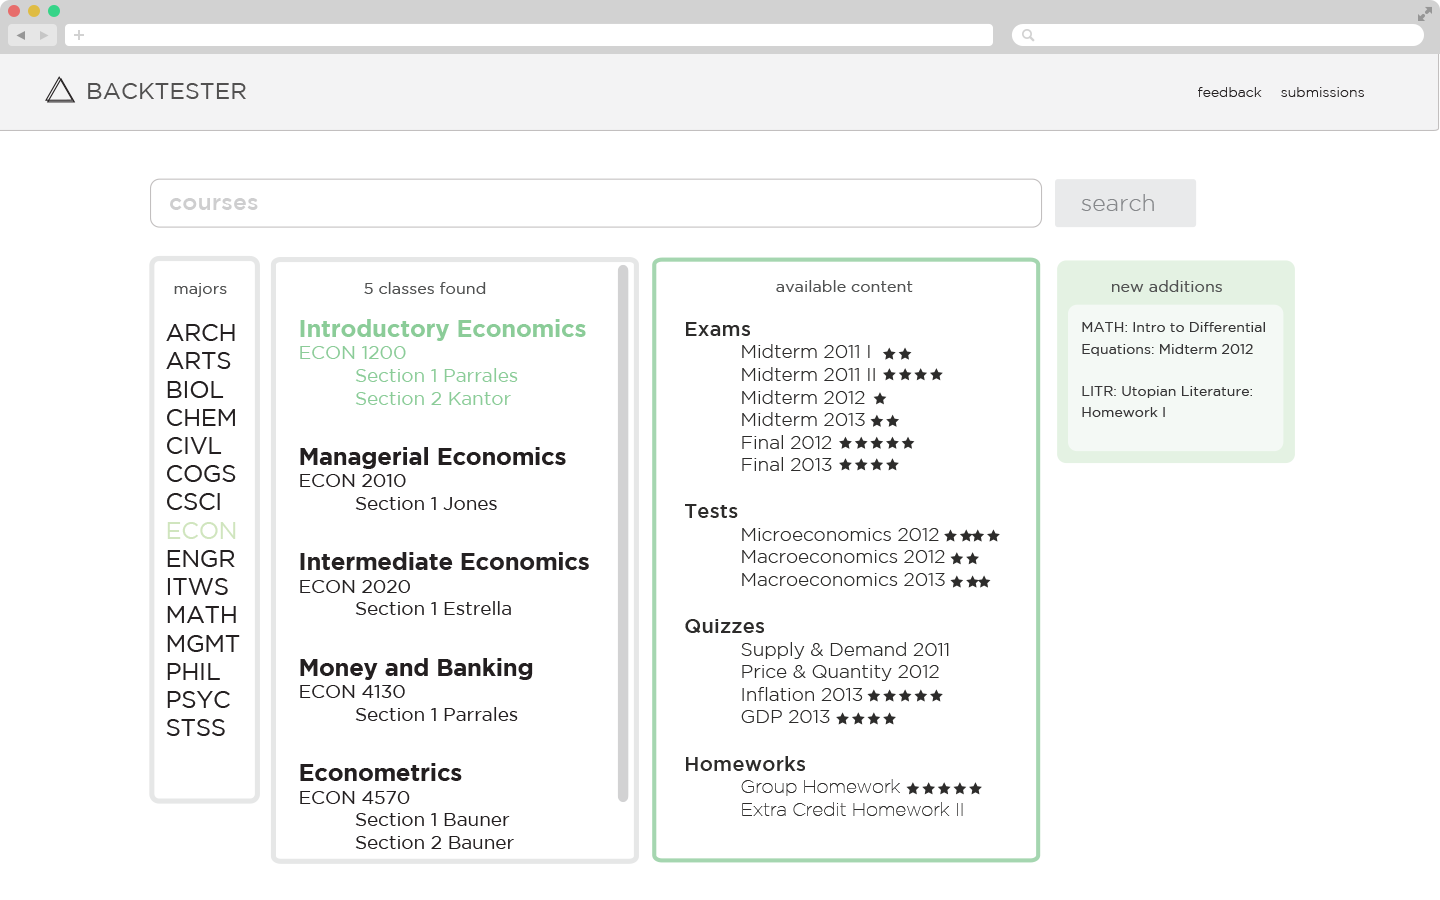 BACKTESTER
feedback submissions
courses
search
majors
ARCH
ARTS
BIOL
CHEM
CIVL
COGS
CSCI
ECON
ENGR
ITWS
MATH
MGMT
PHIL
PSYC
STSS
5 classes found
Introductory Economics
ECON 1200
Section 1 Parrales
Section 2 Kantor
Managerial Economics
ECON 2010
Section 1 Jones
Intermediate Economics
ECON 2020
Section 1 Estrella
Money and Banking
ECON 4130
Section 1 Parrales
Econometrics
ECON 4570
Section 1 Bauner
Section 2 Bauner
available content
Exams
Midterm 2011 I ★★
Midterm 2011 II ★★★★
Midterm 2012 ★
Midterm 2013 ★★
Final 2012 ★★★★★
Final 2013 ★★★★
Tests
Microeconomics 2012 ★★★★
Macroeconomics 2012 ★★
Macroeconomics 2013 ★★★
Quizzes
Supply & Demand 2011
Price & Quantity 2012
Inflation 2013 ★★★★★
GDP 2013 ★★★★
Homeworks
Group Homework ★★★★★
Extra Credit Homework II
new additions
MATH: Intro to Differential
Equations: Midterm 2012
LITR: Utopian Literature:
Homework I